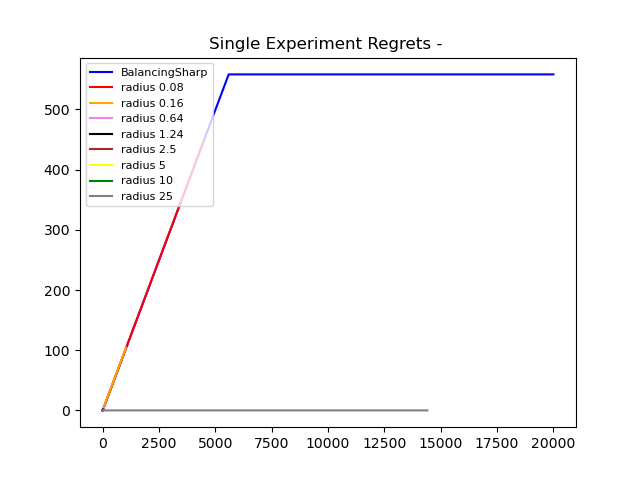 Single Experiment Regrets -
BalancingSharp
radius 0.08
radius 0.16
radius 0.64
radius 1.24
radius 2.5
radius 5
radius 10
radius 25
500
400
300
200
100
0
0 2500 5000 7500 10000 12500 15000 17500 20000